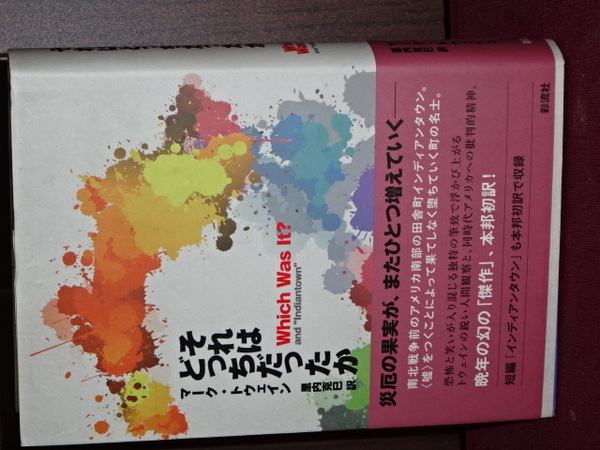 それは
どっちだったか
Which Was It?
and "Indiantown"
マーク・トウェイン
里内克巳 訳
災厄の果実が、またひとつ増えていく――
南北戦争前のアメリカ南部の田舎町インディアンタウン。
〈嘘〉をつくことによって果てしなく堕ちていく町の名士。
恐怖と笑いが入り混じる独特の筆致で浮かび上がる
トウェインの鋭い人間観察と、同時代アメリカへの批判的精神。
晩年の幻の「傑作」、本邦初訳！
短編「インディアンタウン」も本邦初訳で収録
彩流社